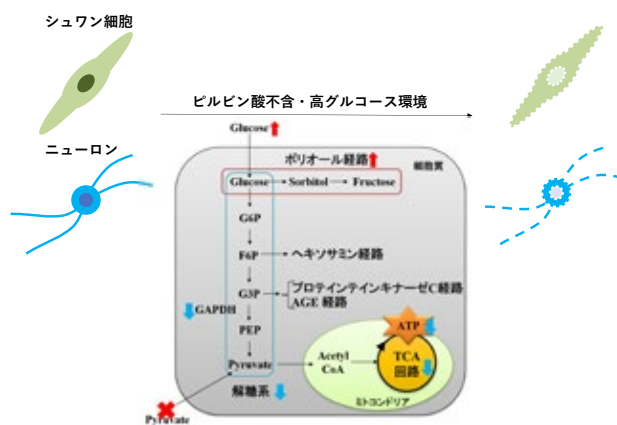 シュワン細胞
ピルビン酸不含・高グルコース環境
Glucose
ニューロン
ポリオール経路
細胞質
Glucose Sorbitol Fructose
G6P
F6P ヘキソサミン経路
G3P プロテインテインキナーゼC経路
AGE 経路
GAPDH
PEP
ATP
Pyruvate Acetyl CoA TCA 回路
解糖系
ミトコンドリア
Pyruvate